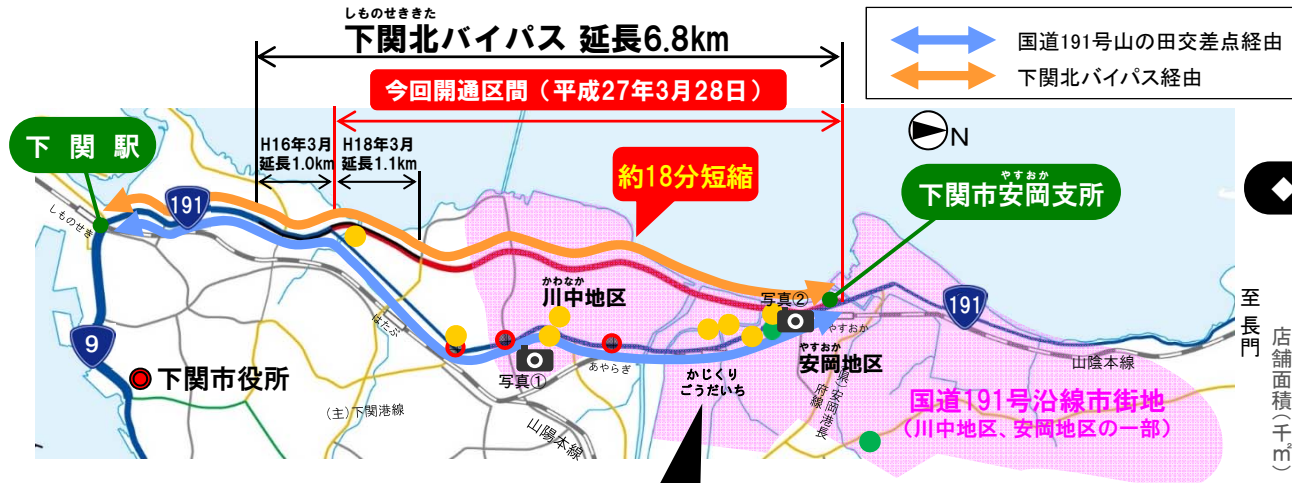 しものせききた
下関北バイパス 延長6.8km
国道191号山の田交差点経由
下関北バイパス経由
今回開通区間（平成27年3月28日）
H16年3月
延長1.0km
H18年3月
延長1.1km
N
下関駅
約18分短縮
やすおか
下関市安岡支所
191
しものせき
かわなか
川中地区
写真②
191
至長門
はたぶ
やすおか
9
下関市役所
写真①
あやらぎ
やすおか
安岡地区
山陰本線
かじくり
ごうだいち
(主)下関港線
山陽本線
(県)安岡港長
府線
国道191号沿線市街地
（川中地区、安岡地区の一部）
店舗面積（千㎡）